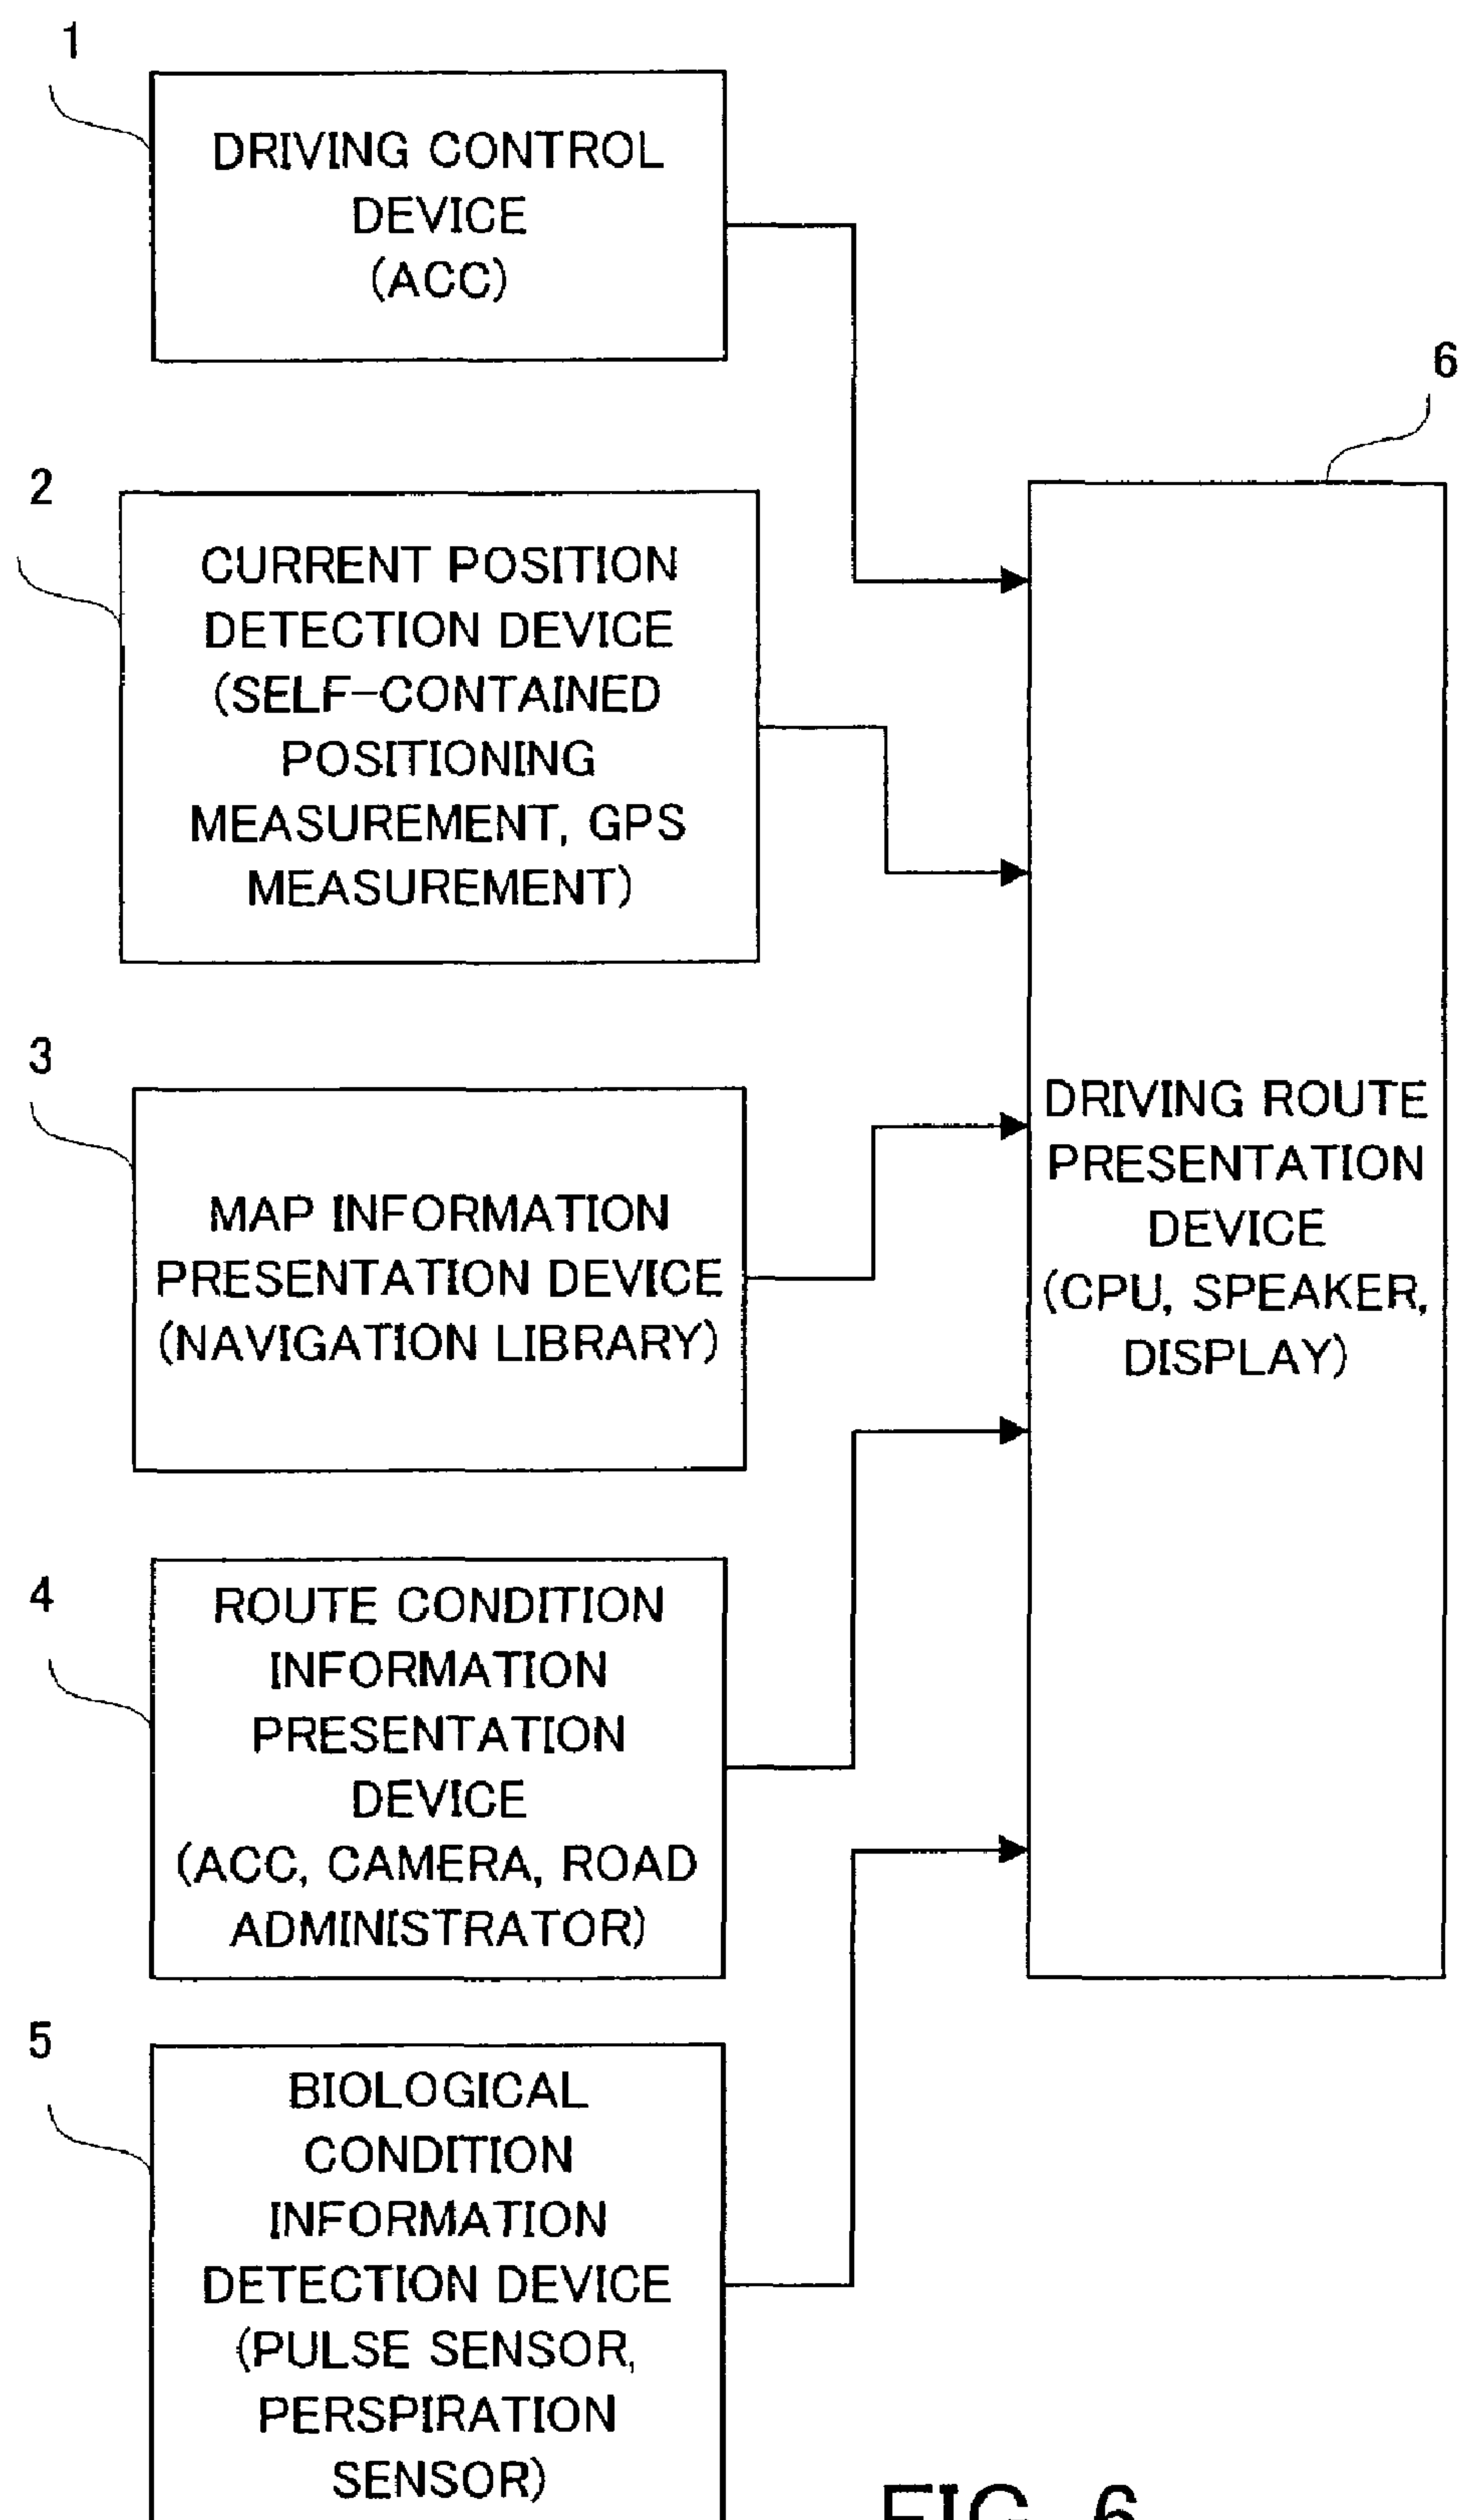 1
DRIVING CONTROL
DEVICE
(ACC)
6
2
CURRENT POSITION
DETECTION DEVICE
(SELF-CONTAINED
POSITIONING
MEASUREMENT, GPS
MEASUREMENT)
3
MAP INFORMATION
PRESENTATION DEVICE
(NAVIGATION LIBRARY)
DRIVING ROUTE
PRESENTATION
DEVICE
(CPU, SPEAKER,
DISPLAY)
4
ROUTE CONDITION
INFORMATION
PRESENTATION
DEVICE
(ACC, CAMERA, ROAD
ADMINISTRATOR)
5
BIOLOGICAL
CONDITION
INFORMATION
DETECTION DEVICE
(PULSE SENSOR,
PERSPIRATION
SENSOR)
FIG. 6